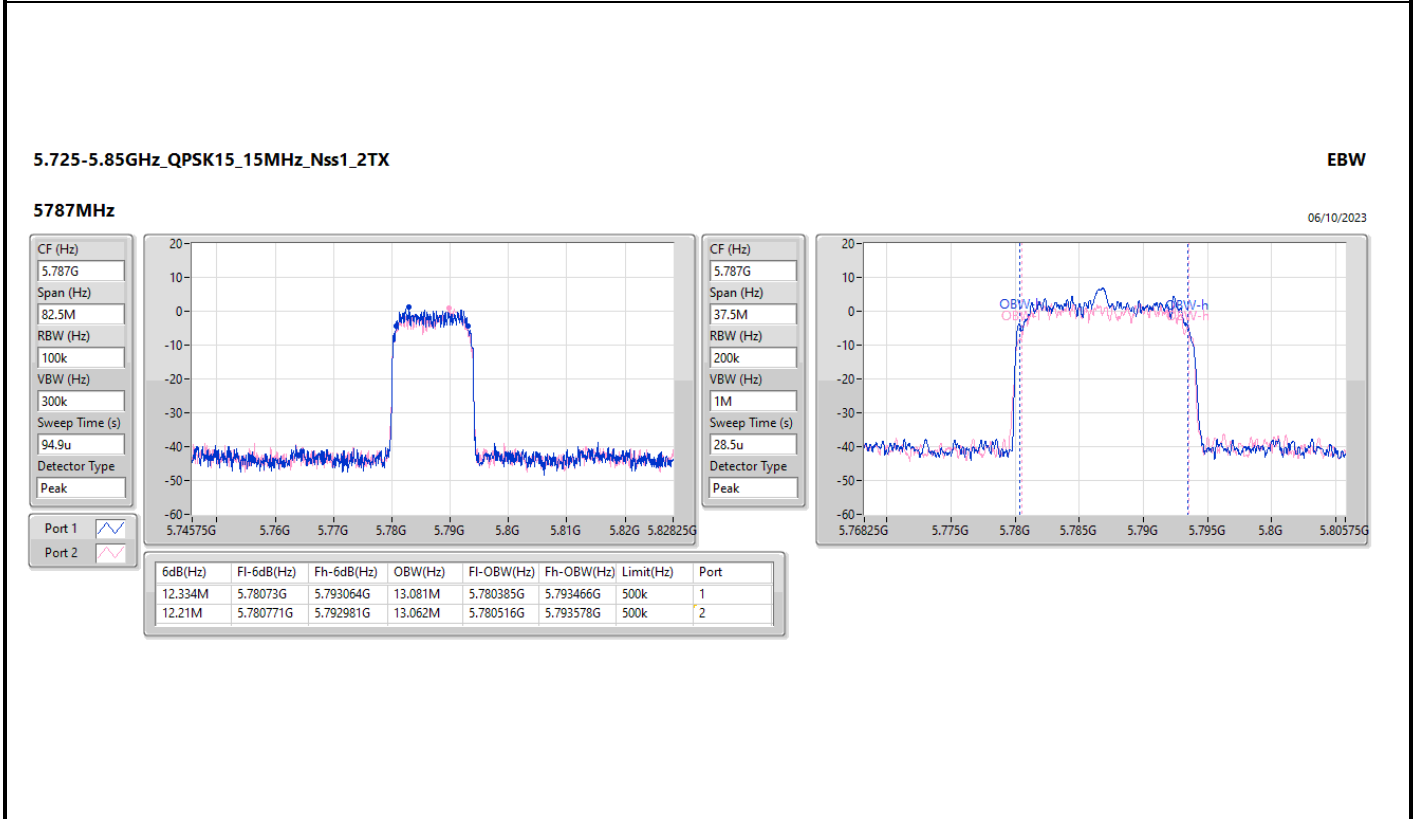 5.725-5.85GHz_QPSK15_15MHz_Nss1_2TX
EBW
5787MHz
06/10/2023
CF (Hz)
5.787G
Span (Hz)
82.5M
RBW (Hz)
100k
VBW (Hz)
300k
Sweep Time (s)
94.9u
Detector Type
Peak
Port 1
Port 2
20
10
0
-10
-20
-30
-40
-50
-60
5.74575G 5.76G 5.77G 5.78G 5.79G 5.8G 5.81G 5.82G 5.82825G
CF (Hz)
5.787G
Span (Hz)
37.5M
RBW (Hz)
200k
VBW (Hz)
1M
Sweep Time (s)
28.5u
Detector Type
Peak
20
10
0
-10
-20
-30
-40
-50
-60
OBW-h
OBW-h
5.76825G 5.775G 5.78G 5.785G 5.79G 5.795G 5.8G 5.80575G
6dB(Hz) Fl-6dB(Hz) Fh-6dB(Hz) OBW(Hz) Fl-OBW(Hz) Fh-OBW(Hz) Limit(Hz) Port
12.334M 5.78073G 5.793064G 13.081M 5.780385G 5.793466G 500k 1
12.21M 5.780771G 5.792981G 13.062M 5.780516G 5.793578G 500k 2